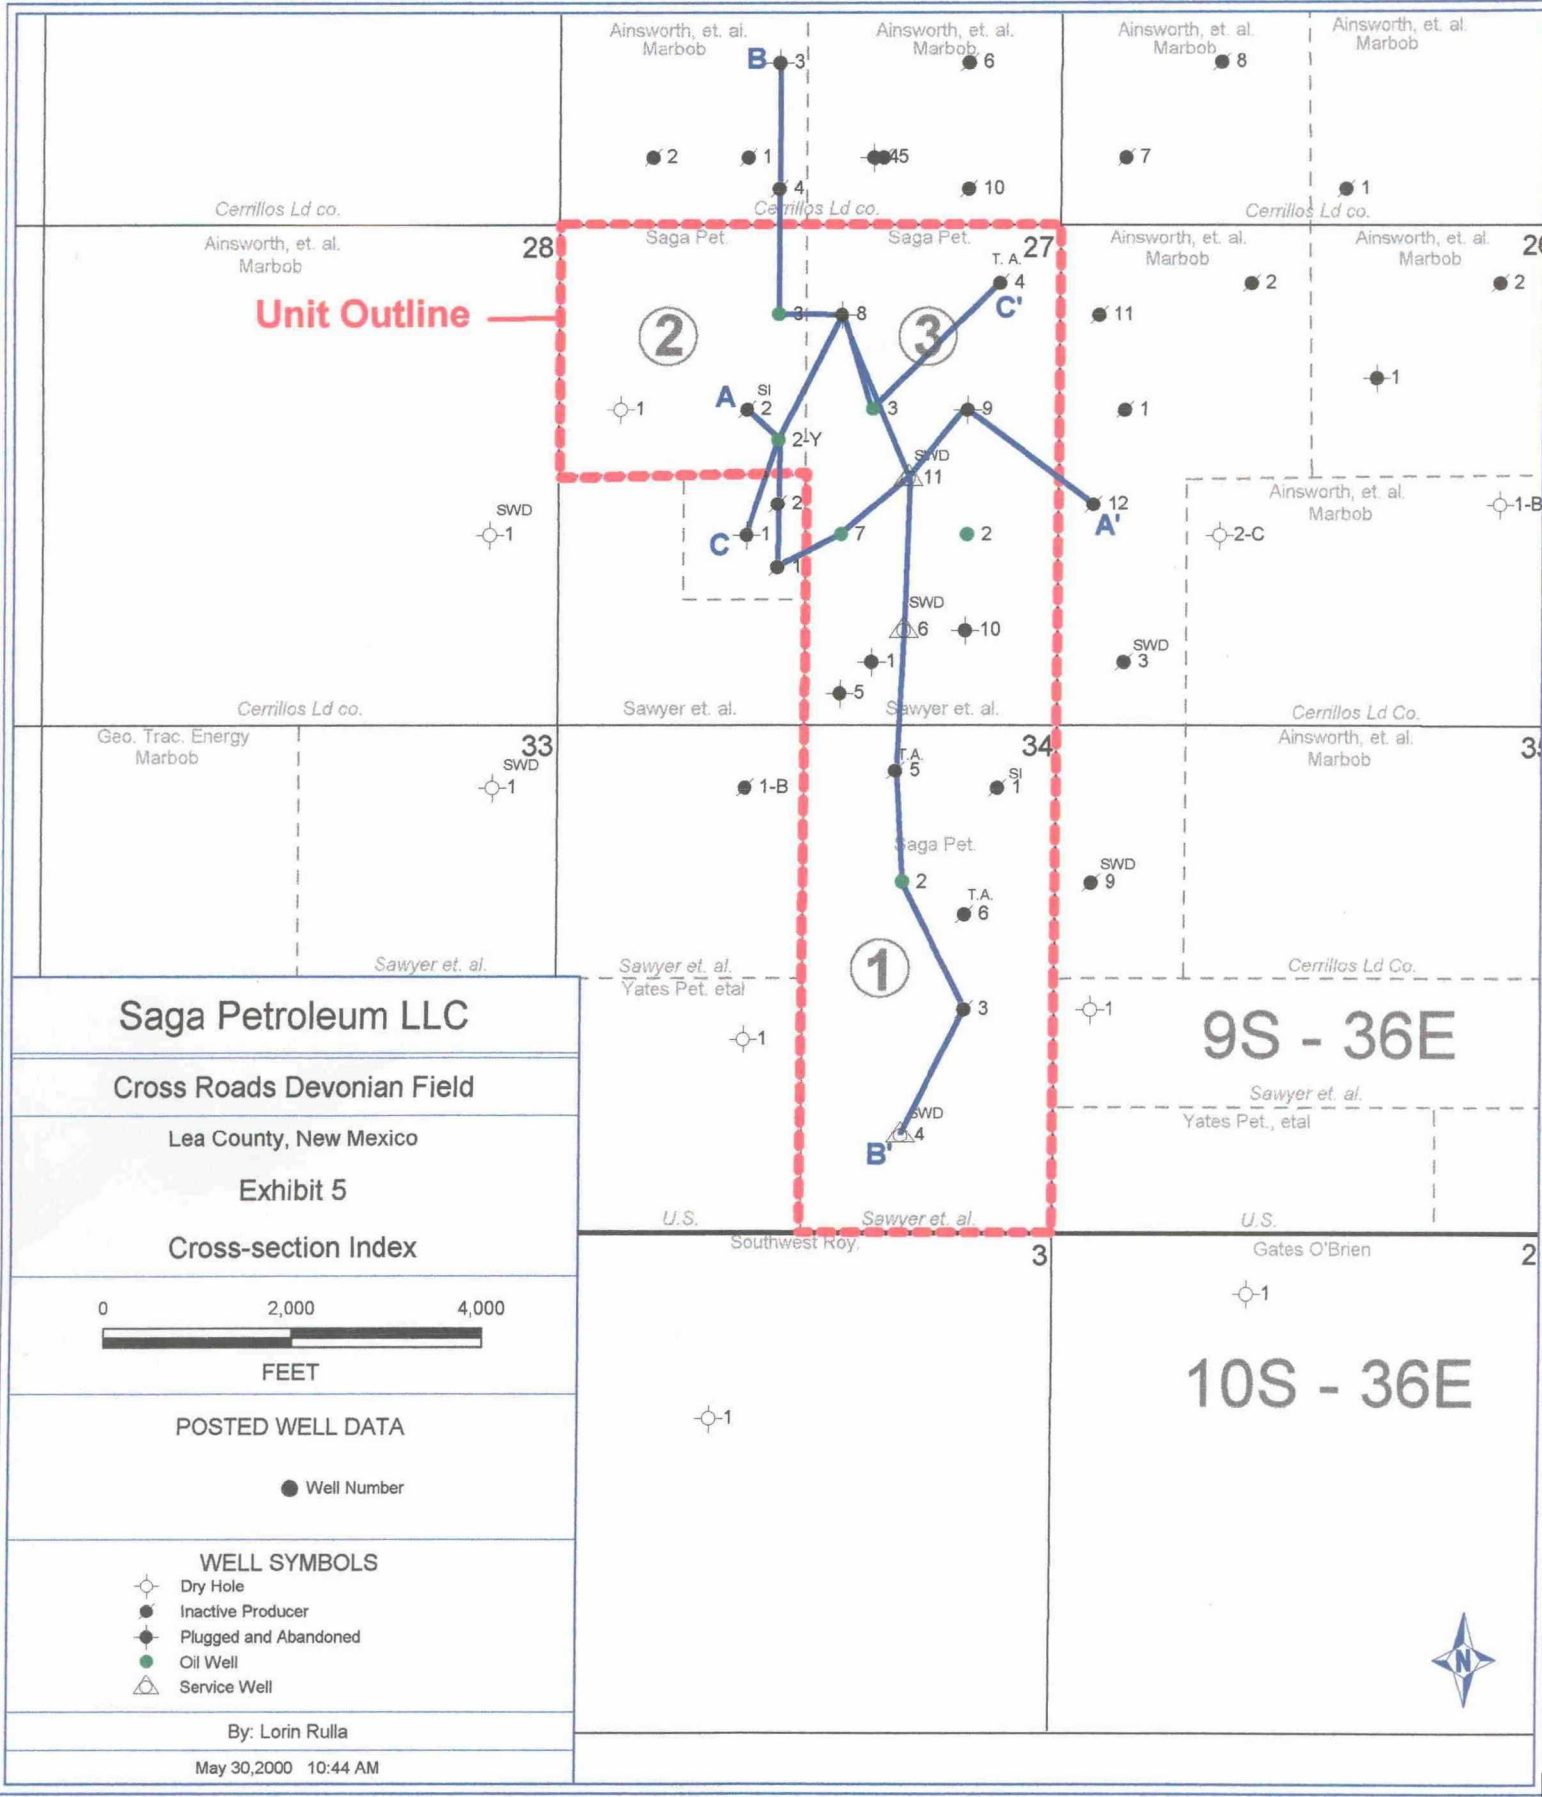 Ainsworth, et. al.
Marbob
Ainsworth, et. al.
Marbob
Ainsworth, et. al.
Marbob
Ainsworth, et. al.
Marbob
B
3
6
8
2
1
45
7
4
10
1
Cerrillos Ld co.
Cerrillos Ld co.
Cerrillos Ld co.
Ainsworth, et. al.
Marbob
28
Saga Pet.
Saga Pet.
27
Ainsworth, et. al.
Marbob
Ainsworth, et. al.
Marbob
T. A.
4
C'
2
2
Unit Outline
3
8
11
2
3
1
A
SI
2
1
3
9
1
2-Y
SWD
11
SWD
1
2
C
1
7
2
12
A'
Ainsworth, et. al.
Marbob
1-B
2-C
1
SWD
6
10
1
5
SWD
3
Cerrillos Ld co.
Sawyer et. al.
Sawyer et. al.
Cerrillos Ld Co.
Geo. Trac. Energy
Marbob
33
34
Ainsworth, et. al.
Marbob
35
SWD
1
1-B
T.A.
5
SI
1
Saga Pet.
2
T.A.
6
SWD
9
1
Sawyer et. al.
Sawyer et. al.
Yates Pet. etal
Cerrillos Ld Co.
1
3
1
9S - 36E
Sawyer et. al.
Yates Pet., etal
SWD
4
B'
U.S.
Sawyer et. al.
U.S.
Southwest Roy.
3
Gates O'Brien
2
1
10S - 36E
1
Saga Petroleum LLC
Cross Roads Devonian Field
Lea County, New Mexico
Exhibit 5
Cross-section Index
0 2,000 4,000
FEET
POSTED WELL DATA
Well Number
WELL SYMBOLS
Dry Hole
Inactive Producer
Plugged and Abandoned
Oil Well
Service Well
By: Lorin Rulla
May 30,2000 10:44 AM
N